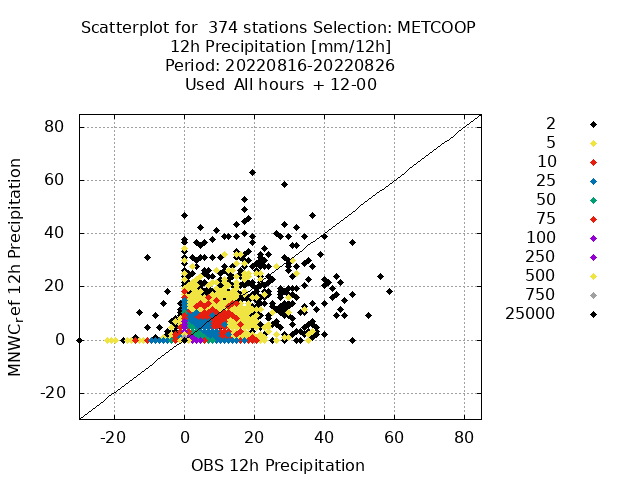 Scatterplot for  374 stations Selection: METCOOP
12h Precipitation [mm/12h]
Period: 20220816-20220826
Used  All hours  + 12-00
MNWC,ef 12h Precipitation
80
60
40
20
0
-20
-20 0 20 40 60 80
OBS 12h Precipitation
2
5
10
25
50
75
100
250
500
750
25000